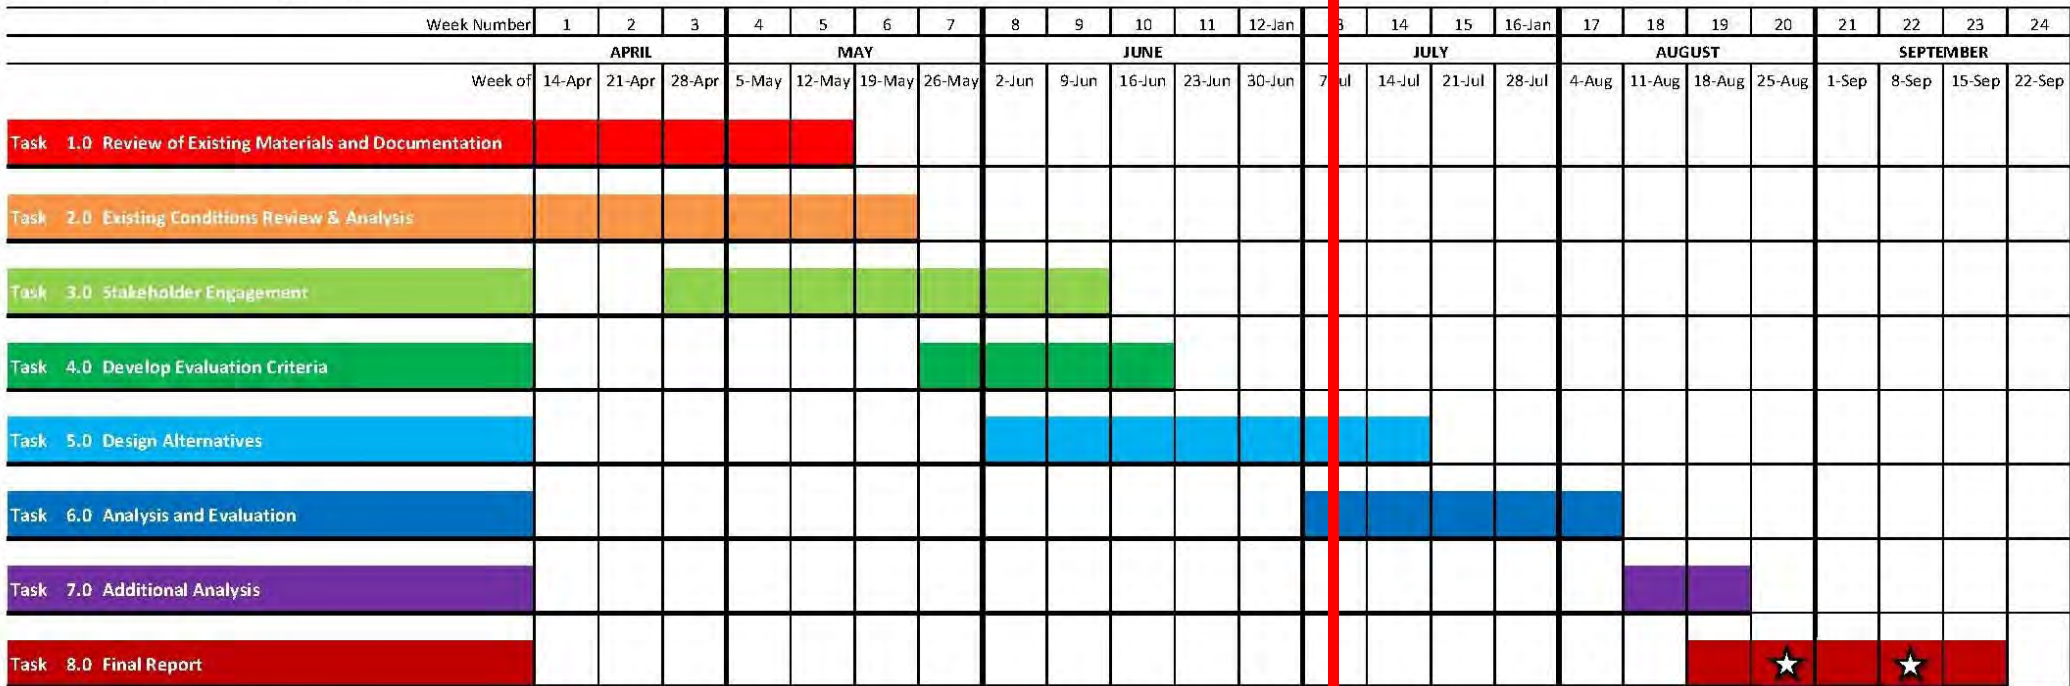 Week Number 1 2 3 4 5 6 7 8 9 10 11 12-Jan 3 14 15 16-Jan 17 18 19 20 21 22 23 24
APRIL MAY JUNE JULY AUGUST SEPTEMBER
Week of 14-Apr 21-Apr 28-Apr 5-May 12-May 19-May 26-May 2-Jun 9-Jun 16-Jun 23-Jun 30-Jun 7 ul 14-Jul 21-Jul 28-Jul 4-Aug 11-Aug 18-Aug 25-Aug 1-Sep 8-Sep 15-Sep 22-Sep
Task 1.0 Review of Existing Materials and Documentation
Task 2.0 Existing Conditions Review & Analysis
Task 3.0 Stakeholder Engagement
Task 4.0 Develop Evaluation Criteria
Task 5.0 Design Alternatives
Task 6.0 Analysis and Evaluation
Task 7.0 Additional Analysis
Task 8.0 Final Report